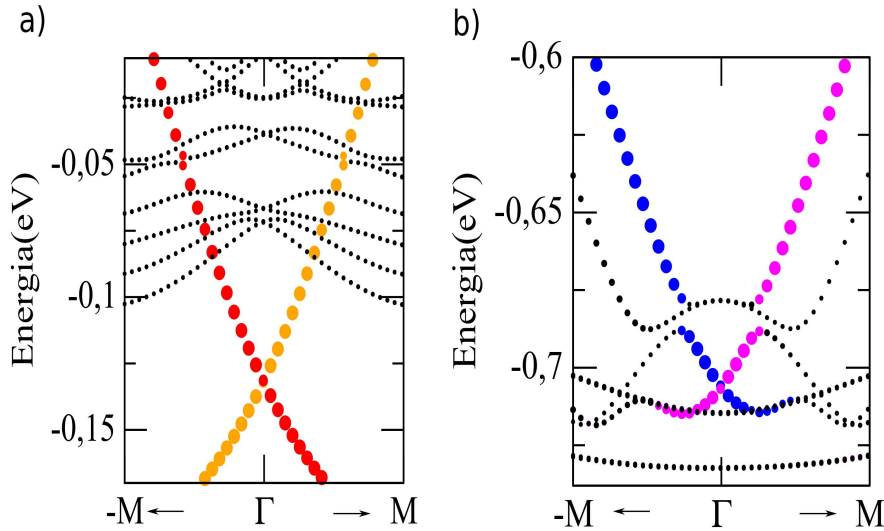 a)
Energia(eV)
-0,05
-0,1
-0,15
-M ← Γ → M
b)
Energia(eV)
-0,6
-0,65
-0,7
-M ← Γ → M